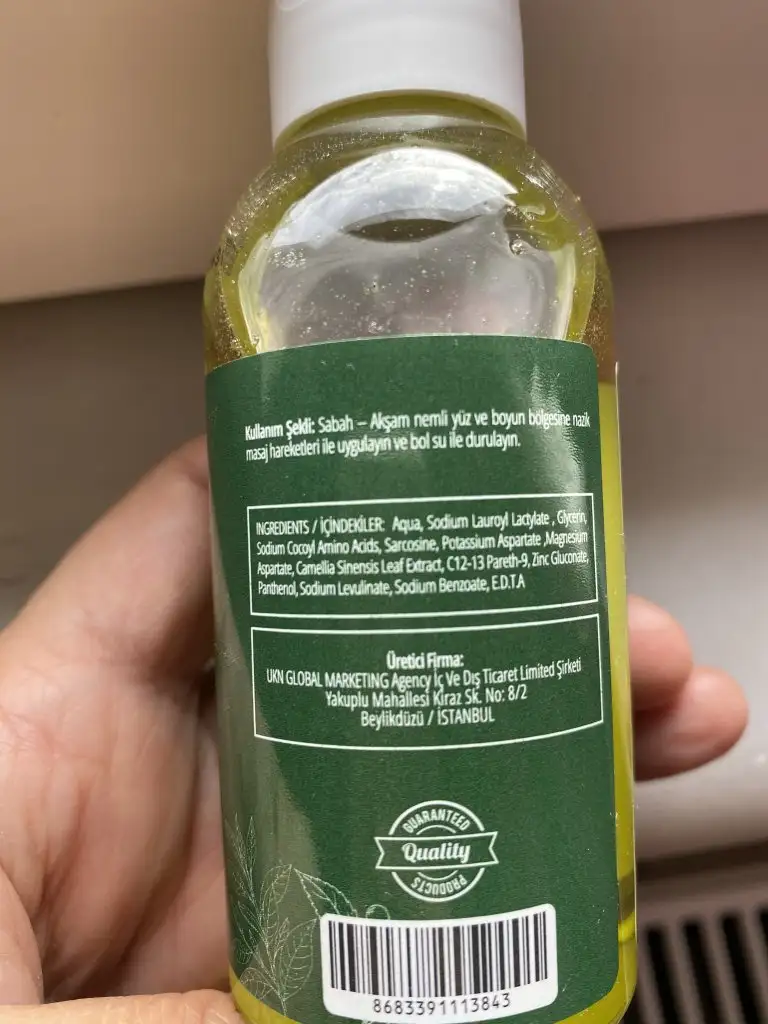 Kullanım Şekli: Sabah – Akşam nemli yüz ve boyun bölgesine nazik
masaj hareketleri ile uygulayın ve bol su ile durulayın.
INGREDIENTS / İÇİNDEKİLER: Aqua, Sodium Lauroyl Lactylate , Glycerin,
Sodium Cocoyl Amino Acids, Sarcosine, Potassium Aspartate ,Magnesium
Aspartate, Camellia Sinensis Leaf Extract, C12-13 Pareth-9, Zinc Gluconate,
Panthenol, Sodium Levulinate, Sodium Benzoate, E.D.T.A
Üretici Firma:
UKN GLOBAL MARKETING Agency İç Ve Dış Ticaret Limited Şirketi
Yakuplu Mahallesi Kiraz Sk. No: 8/2
Beylikdüzü / İSTANBUL
GUARANTEED
Quality
PRODUCTS
8683391113843